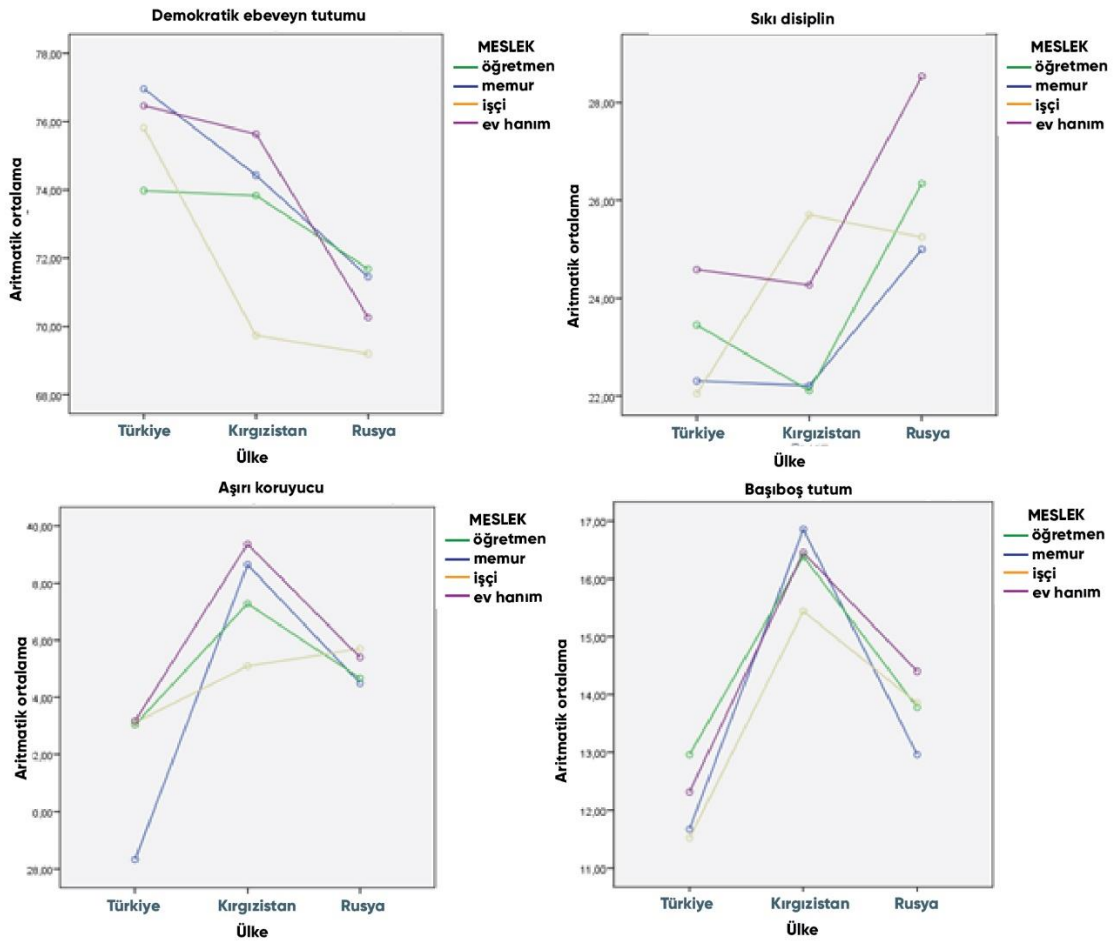 Demokratik ebeveyn tutumu
MESLEK
öğretmen
memur
işçi
ev hanım
78,00
76,00
74,00
72,00
70,00
68,00
Aritmatik ortalama
Türkiye Kırgızistan Rusya
Ülke
Sıkı disiplin
MESLEK
öğretmen
memur
işçi
ev hanım
28,00
26,00
24,00
22,00
Aritmatik ortalama
Türkiye Kırgızistan Rusya
Ülke
Aşırı koruyucu
MESLEK
öğretmen
memur
işçi
ev hanım
40,00
8,00
6,00
4,00
2,00
0,00
28,00
Aritmatik ortalama
Türkiye Kırgızistan Rusya
Ülke
Başıboş tutum
MESLEK
öğretmen
memur
işçi
ev hanım
17,00
16,00
15,00
14,00
13,00
12,00
11,00
Aritmatik ortalama
Türkiye Kırgızistan Rusya
Ülke